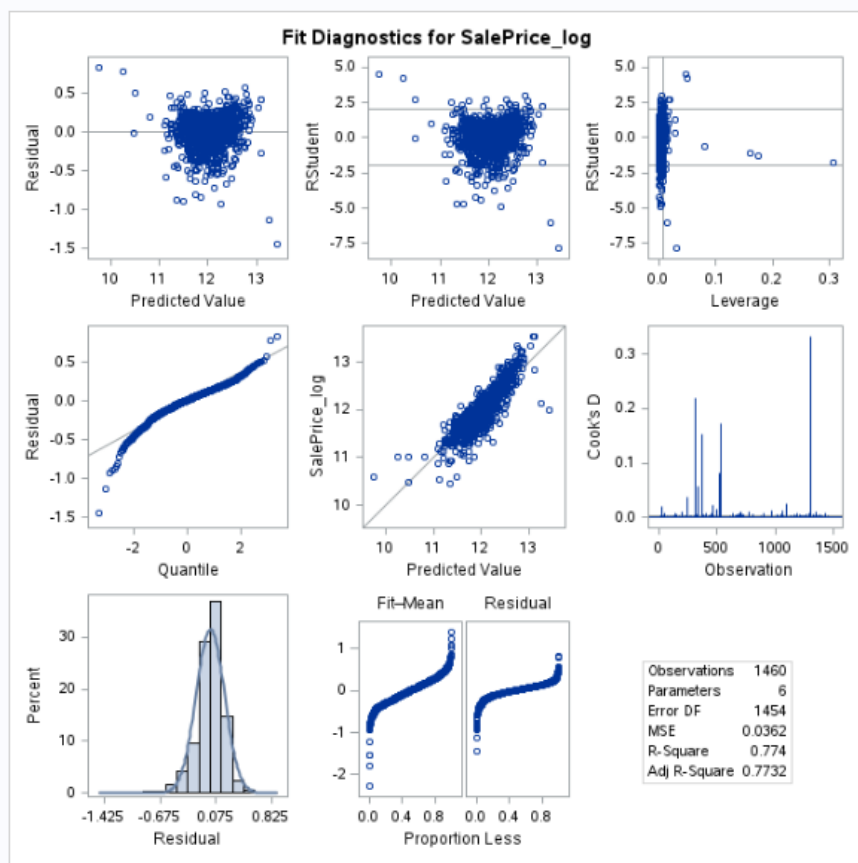 Fit Diagnostics for SalePrice_log
0.5
0.0
-0.5
-1.0
-1.5
Residual
10 11 12 13
Predicted Value
5.0
2.5
0.0
-2.5
-5.0
-7.5
RStudent
10 11 12 13
Predicted Value
5.0
2.5
0.0
-2.5
-5.0
-7.5
RStudent
0.0 0.1 0.2 0.3
Leverage
0.5
0.0
-0.5
-1.0
-1.5
Residual
-2 0 2
Quantile
13
12
11
10
SalePrice_log
10 11 12 13
Predicted Value
0.3
0.2
0.1
0.0
Cook's D
0 500 1000 1500
Observation
30
20
10
0
Percent
-1.425 -0.675 0.075 0.825
Residual
Fit–Mean Residual
1
0
-1
-2
0.0 0.4 0.8 0.0 0.4 0.8
Proportion Less
Observations 1460
Parameters 6
Error DF 1454
MSE 0.0362
R-Square 0.774
Adj R-Square 0.7732